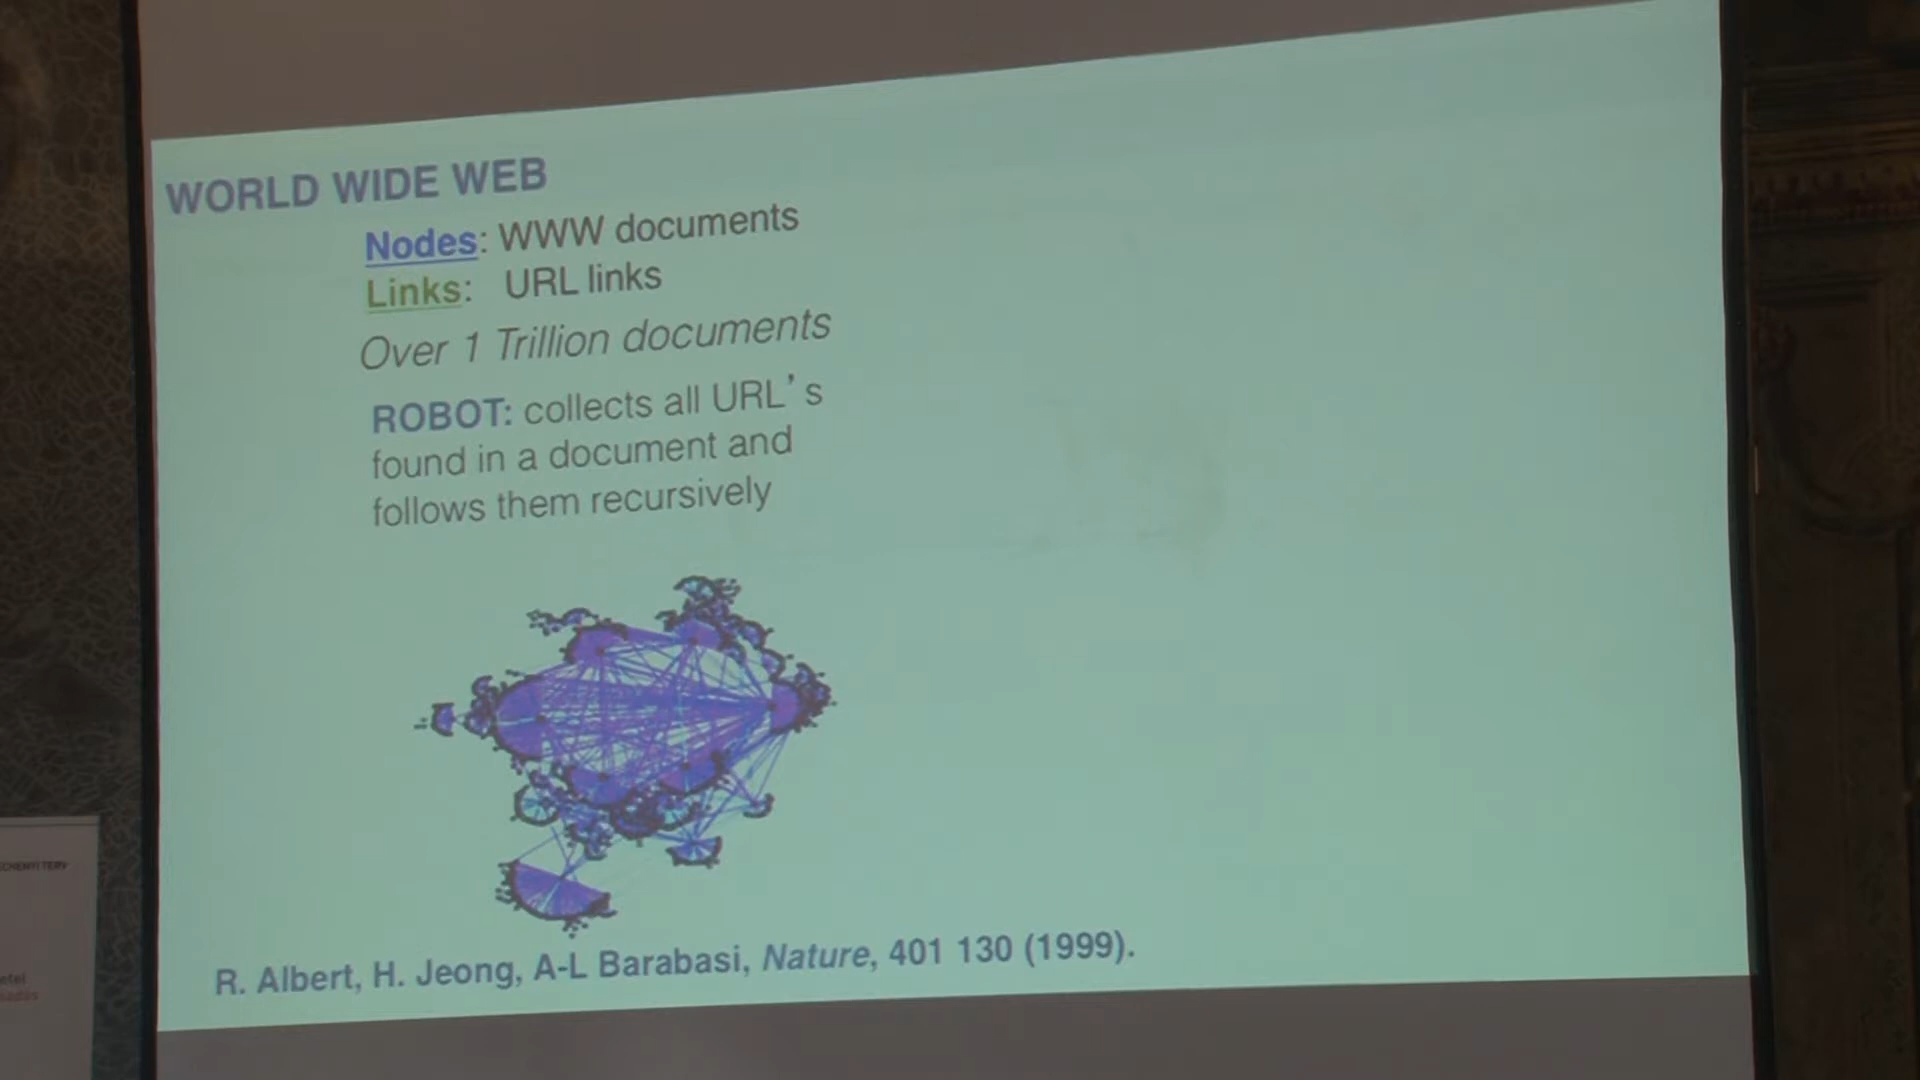 WORLD WIDE WEB
Nodes: WWW documents
Links: URL links
Over 1 Trillion documents
ROBOT: collects all URL's
found in a document and
follows them recursively
R. Albert, H. Jeong, A-L Barabasi, Nature, 401 130 (1999).